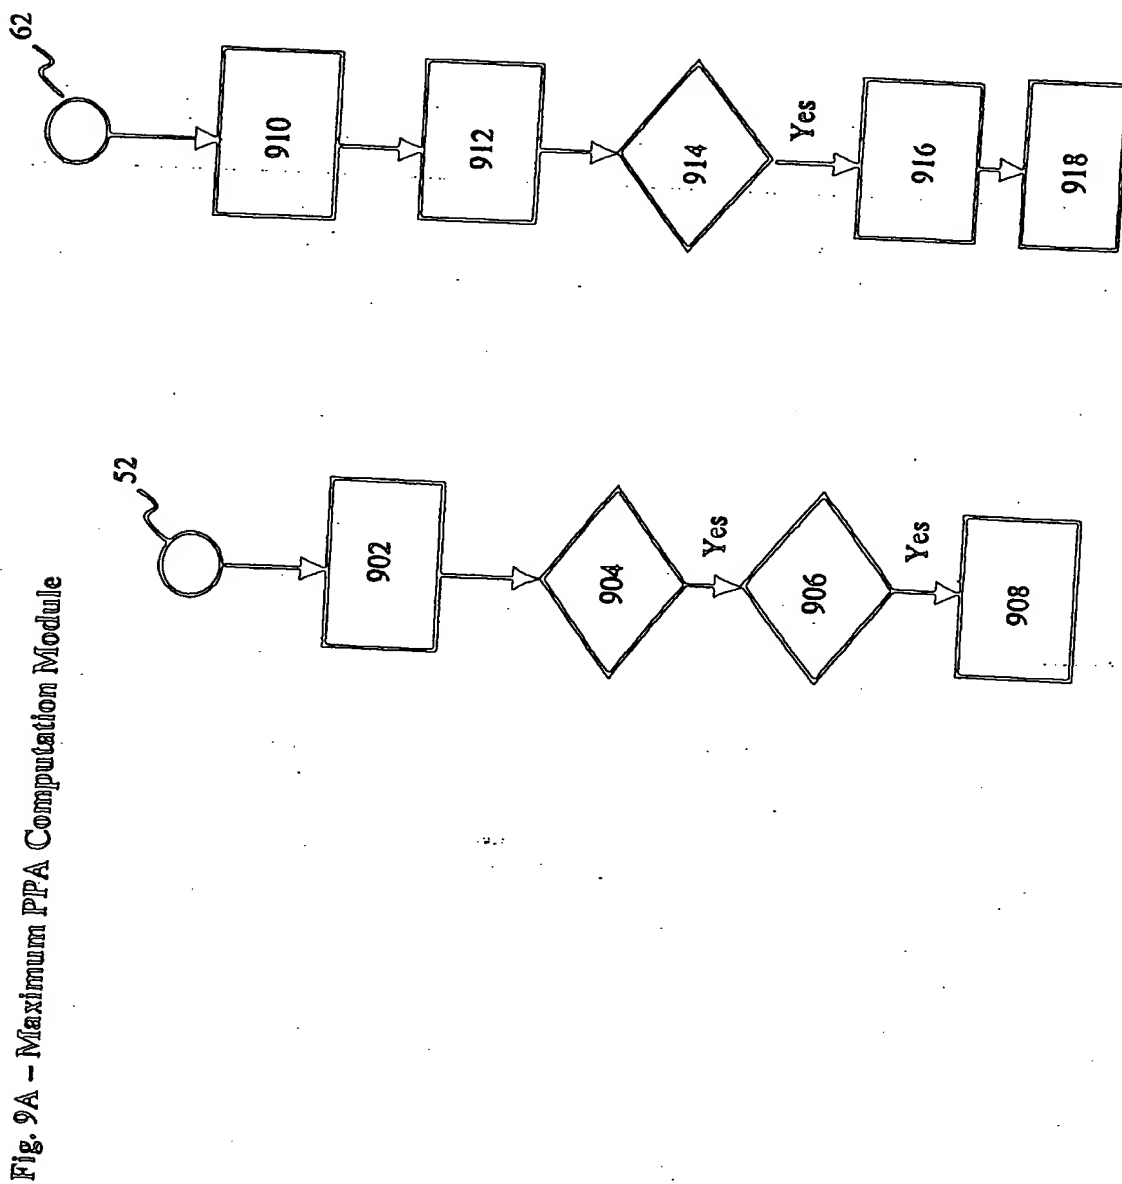 Fig. 9A – Maximum PPA Computation Module
52
902
904
Yes
906
Yes
908
62
910
912
914
Yes
916
918